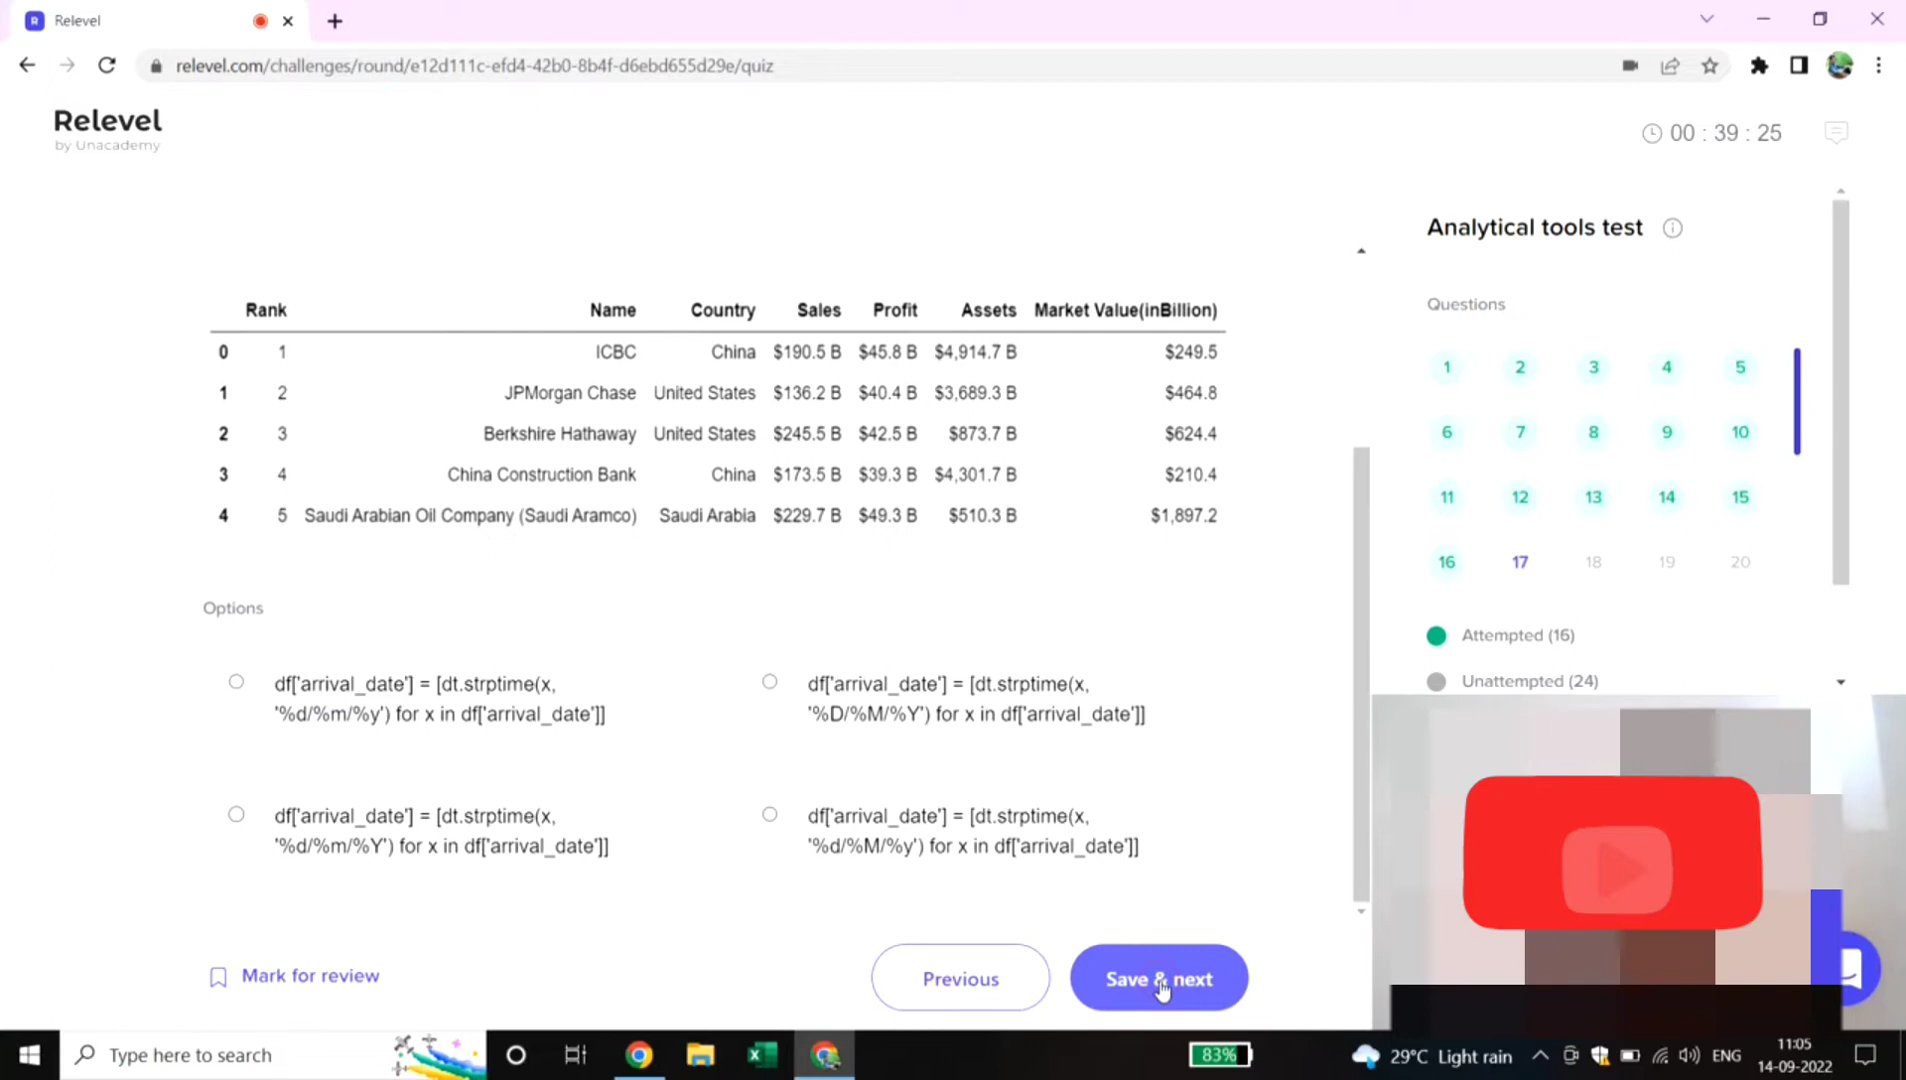 Relevel
relevel.com/challenges/round/e12d111c-efd4-42b0-8b4f-d6ebd655d29e/quiz
Relevel
by Unacademy
00 : 39 : 25
Rank Name Country Sales Profit Assets Market Value(inBillion)
0 1 ICBC China $190.5 B $45.8 B $4,914.7 B $249.5
1 2 JPMorgan Chase United States $136.2 B $40.4 B $3,689.3 B $464.8
2 3 Berkshire Hathaway United States $245.5 B $42.5 B $873.7 B $624.4
3 4 China Construction Bank China $173.5 B $39.3 B $4,301.7 B $210.4
4 5 Saudi Arabian Oil Company (Saudi Aramco) Saudi Arabia $229.7 B $49.3 B $510.3 B $1,897.2
Options
df['arrival_date'] = [dt.strptime(x,
'%d/%m/%y') for x in df['arrival_date']]
df['arrival_date'] = [dt.strptime(x,
'%D/%M/%Y') for x in df['arrival_date']]
df['arrival_date'] = [dt.strptime(x,
'%d/%m/%Y') for x in df['arrival_date']]
df['arrival_date'] = [dt.strptime(x,
'%d/%M/%y') for x in df['arrival_date']]
Mark for review
Previous
Save & next
Analytical tools test
Questions
1 2 3 4 5
6 7 8 9 10
11 12 13 14 15
16 17 18 19 20
Attempted (16)
Unattempted (24)
Type here to search
83%
29°C Light rain
ENG
11:05
14-09-2022